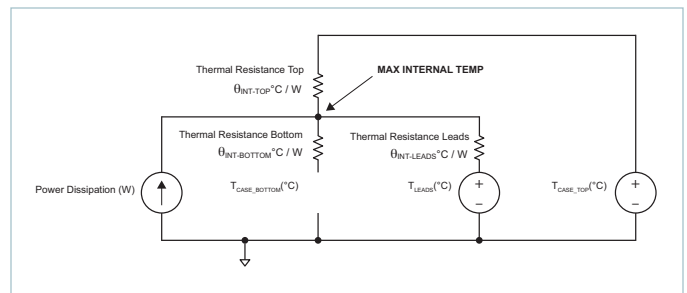 Thermal Resistance Top
θINT-TOP°C / W
MAX INTERNAL TEMP
Thermal Resistance Bottom
θINT-BOTTOM°C / W
Thermal Resistance Leads
θINT-LEADS°C / W
Power Dissipation (W)
TCASE_BOTTOM(°C)
TLEADS(°C)
+
–
TCASE_TOP(°C)
+
–